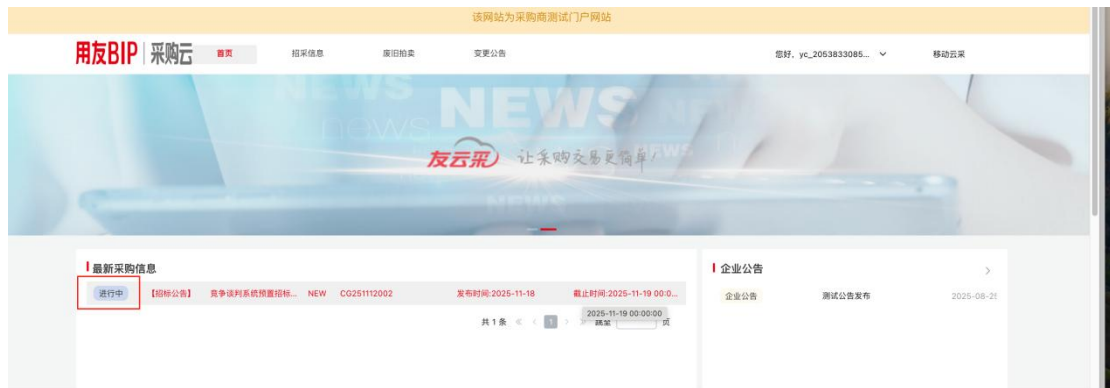 该网站为采购商测试门户网站
用友BIP 采购云 首页 招采信息 废旧拍卖 变更公告 您好，yc_2053833085... 移动云采
NEWS
news
NEWS
友云采 让采购交易更简单！
NEWS
最新采购信息
进行中 【招标公告】 竞争谈判系统预置招标... NEW CG251112002 发布时间:2025-11-18 截止时间:2025-11-19 00:0...
2025-11-19 00:00:00
共 1 条 1 跳至 页
企业公告
企业公告 测试公告发布 2025-08-25